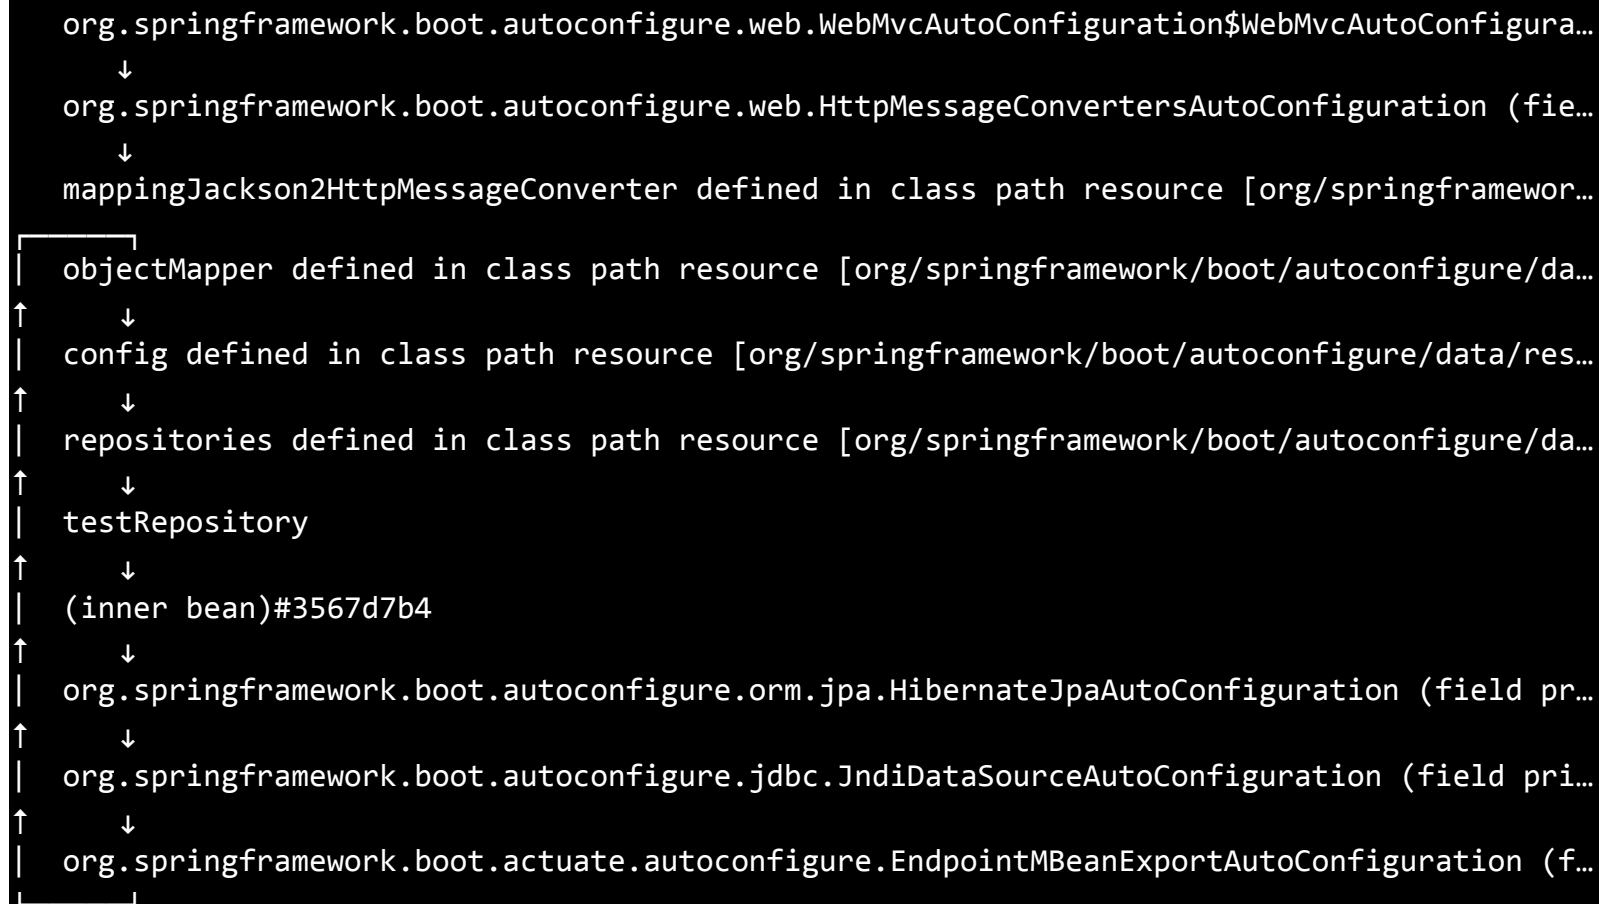 org.springframework.boot.autoconfigure.web.WebMvcAutoConfiguration$WebMvcAutoConfigura…
↓
org.springframework.boot.autoconfigure.web.HttpMessageConvertersAutoConfiguration (fie…
↓
mappingJackson2HttpMessageConverter defined in class path resource [org/springframewor…
┌─────┐
|  objectMapper defined in class path resource [org/springframework/boot/autoconfigure/da…
↑     ↓
|  config defined in class path resource [org/springframework/boot/autoconfigure/data/res…
↑     ↓
|  repositories defined in class path resource [org/springframework/boot/autoconfigure/da…
↑     ↓
|  testRepository
↑     ↓
|  (inner bean)#3567d7b4
↑     ↓
|  org.springframework.boot.autoconfigure.orm.jpa.HibernateJpaAutoConfiguration (field pr…
↑     ↓
|  org.springframework.boot.autoconfigure.jdbc.JndiDataSourceAutoConfiguration (field pri…
↑     ↓
|  org.springframework.boot.actuate.autoconfigure.EndpointMBeanExportAutoConfiguration (f…
└─────┘